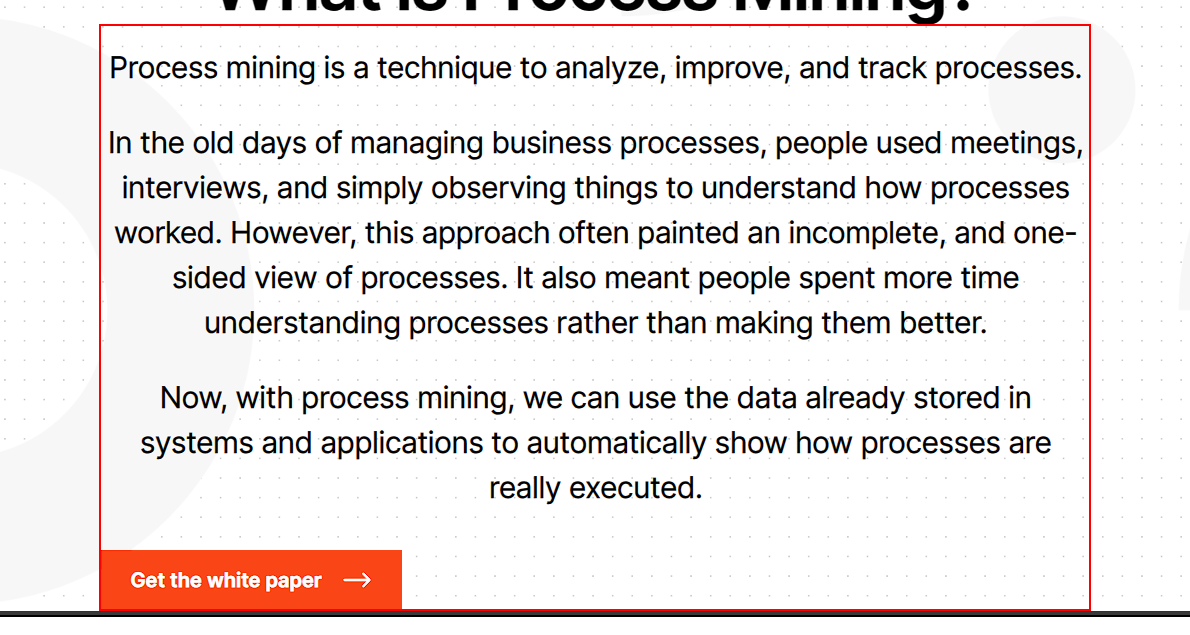 What is Process Mining?
Process mining is a technique to analyze, improve, and track processes.
In the old days of managing business processes, people used meetings,
interviews, and simply observing things to understand how processes
worked. However, this approach often painted an incomplete, and one-
sided view of processes. It also meant people spent more time
understanding processes rather than making them better.
Now, with process mining, we can use the data already stored in
systems and applications to automatically show how processes are
really executed.
Get the white paper